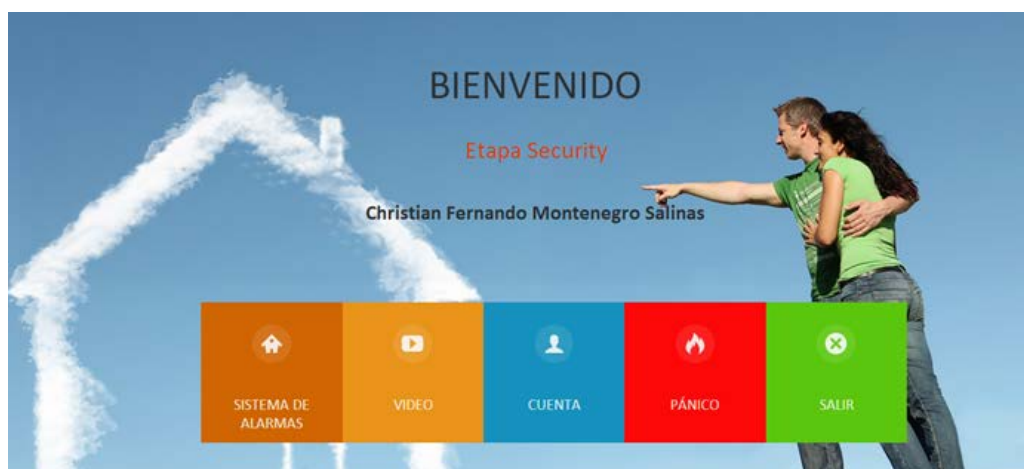 BIENVENIDO
Etapa Security
Christian Fernando Montenegro Salinas
SISTEMA DE
ALARMAS
VIDEO
CUENTA
PÁNICO
SALIR